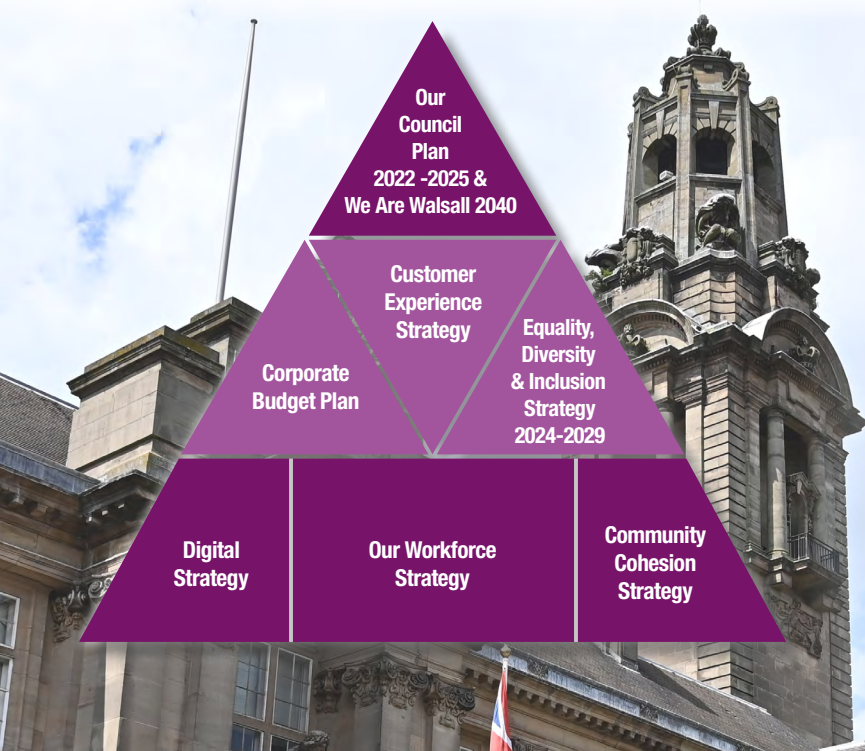 Our
Council
Plan
2022 -2025 &
We Are Walsall 2040
Customer
Experience
Strategy
Corporate
Budget Plan
Equality,
Diversity
& Inclusion
Strategy
2024-2029
Digital
Strategy
Our Workforce
Strategy
Community
Cohesion
Strategy